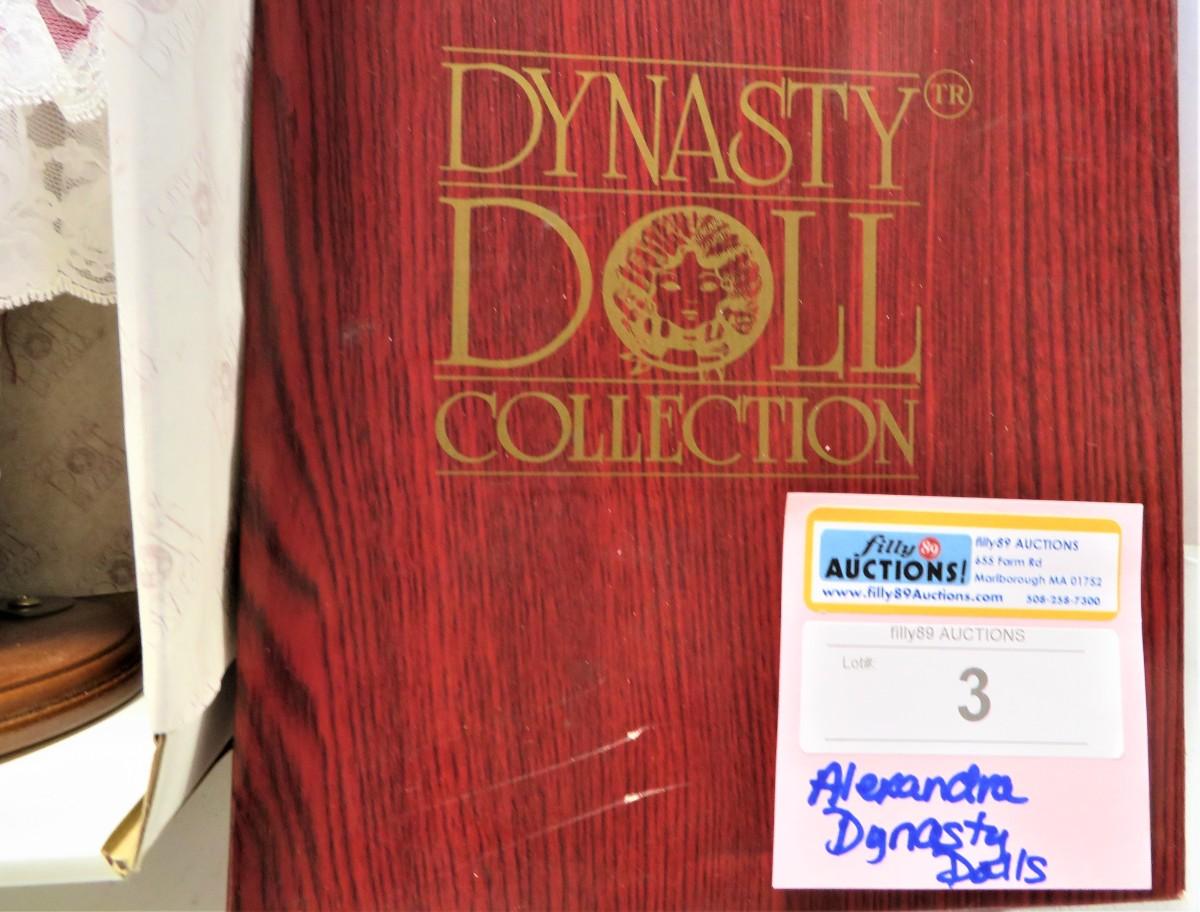 DYNASTY TR
DOLL
COLLECTION
filly 89
AUCTIONS!
www.filly89Auctions.com
filly89 AUCTIONS
655 Farm Rd
Marlborough MA 01752
508-258-7300
filly89 AUCTIONS
Lot#:
3
Alexandra
Dynasty
Dolls